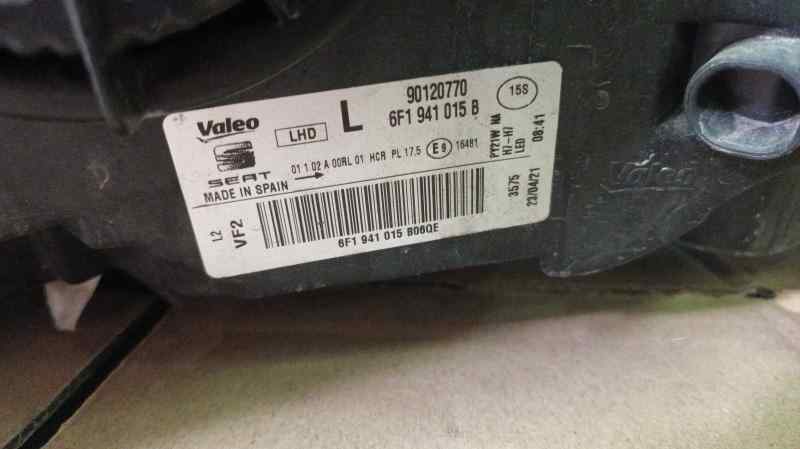 Valeo
LHD
L
90120770
6F1 941 015 B
15S
SEAT
01 1 02 A 00RL 01 HCR PL 17,5 E9 16481
MADE IN SPAIN
PY21W NA
H7-H7
LED 08:41
L2
VF2
3575
23/04/21
6F1 941 015 B06QE
Valeo